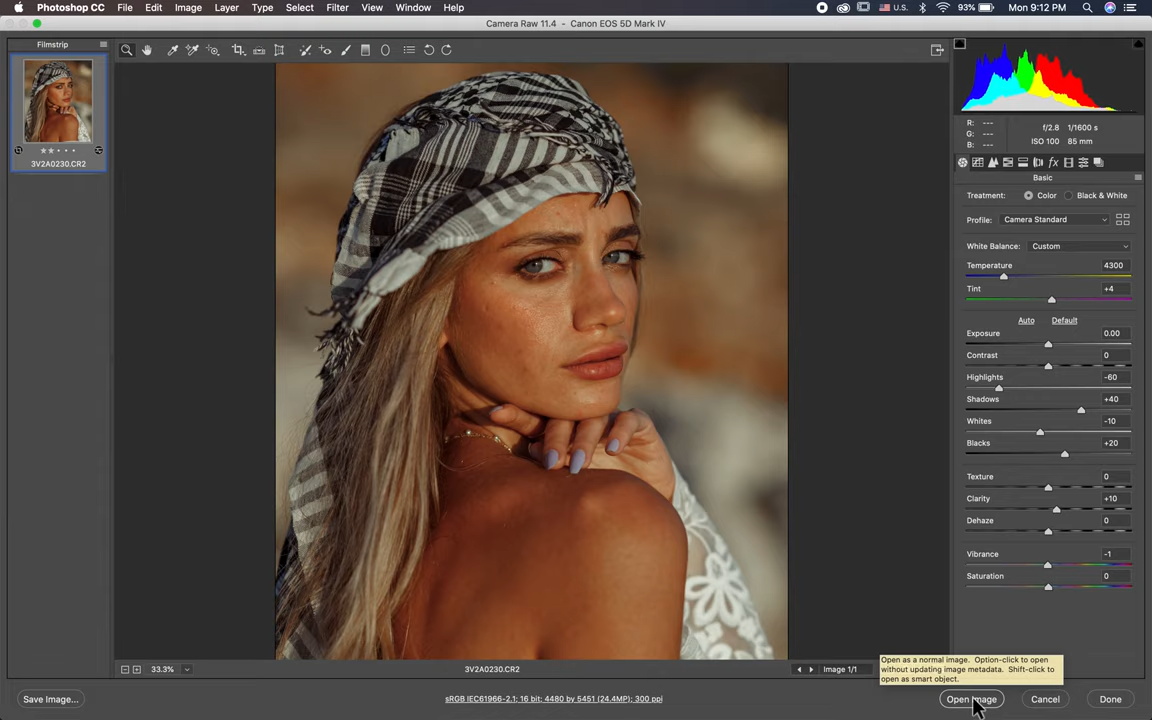 Photoshop CC File Edit Image Layer Type Select Filter View Window Help U.S. 93% Mon 9:12 PM
Camera Raw 11.4 - Canon EOS 5D Mark IV
Filmstrip
3V2A0230.CR2
R: ---
G: ---
B: ---
f/2.8 1/1600 s
ISO 100 85 mm
fx
Basic
Treatment: Color Black & White
Profile: Camera Standard
White Balance: Custom
Temperature 4300
Tint +4
Auto Default
Exposure 0.00
Contrast 0
Highlights -60
Shadows +40
Whites -10
Blacks +20
Texture 0
Clarity +10
Dehaze 0
Vibrance -1
Saturation 0
33.3% 3V2A0230.CR2 Image 1/1
Open as a normal image. Option-click to open
without updating image metadata. Shift-click to
open as smart object.
Save Image... sRGB IEC61966-2.1; 16 bit; 4480 by 5451 (24.4MP); 300 ppi Open Image Cancel Done